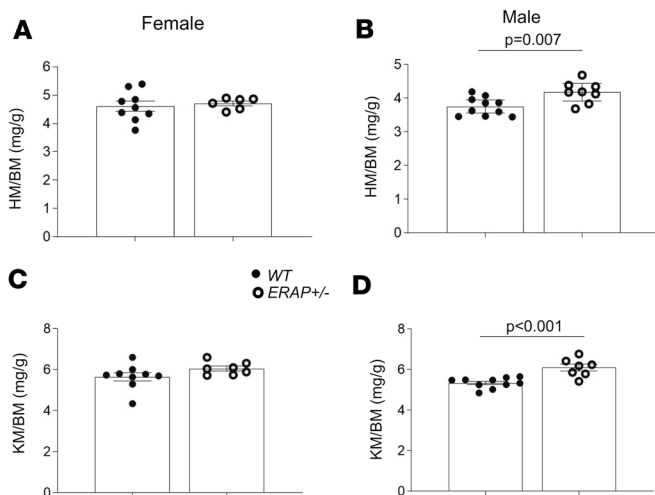 A
Female
HM/BM (mg/g)
6
5
4
3
2
1
0
B
Male
p=0.007
HM/BM (mg/g)
5
4
3
2
1
0
WT
ERAP+/-
C
KM/BM (mg/g)
8
6
4
2
0
D
p<0.001
KM/BM (mg/g)
8
6
4
2
0